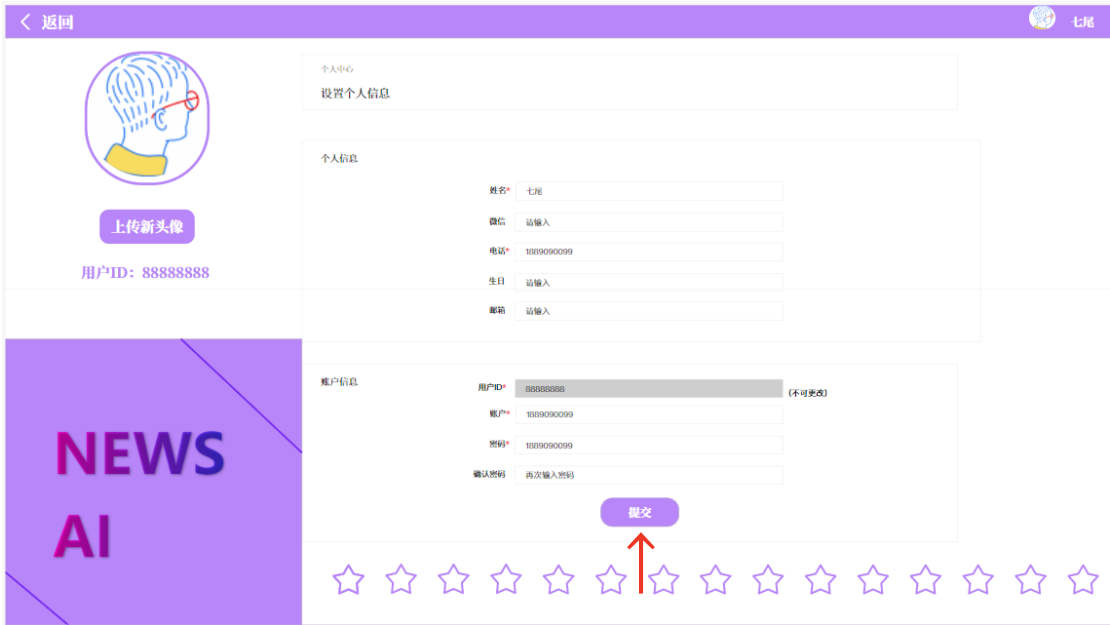 返回
七尾
上传新头像
用户ID：88888888
NEWS
AI
个人中心
设置个人信息
个人信息
姓名* 七尾
微信 请输入
电话* 1889090099
生日 请输入
邮箱 请输入
账户信息
用户ID* 88888888 (不可更改)
账户* 1889090099
密码* 1889090099
确认密码 再次输入密码
提交